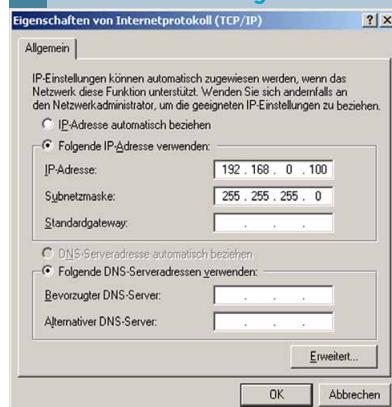 Eigenschaften von Internetprotokoll (TCP/IP)
Allgemein
IP-Einstellungen können automatisch zugewiesen werden, wenn das
Netzwerk diese Funktion unterstützt. Wenden Sie sich andernfalls an
den Netzwerkadministrator, um die geeigneten IP-Einstellungen zu beziehen.
IP-Adresse automatisch beziehen
Folgende IP-Adresse verwenden:
IP-Adresse: 192 . 168 . 0 . 100
Subnetzmaske: 255 . 255 . 255 . 0
Standardgateway: . . .
DNS-Serveradresse automatisch beziehen
Folgende DNS-Serveradressen verwenden:
Bevorzugter DNS-Server: . . .
Alternativer DNS-Server: . . .
Erweitert...
OK Abbrechen